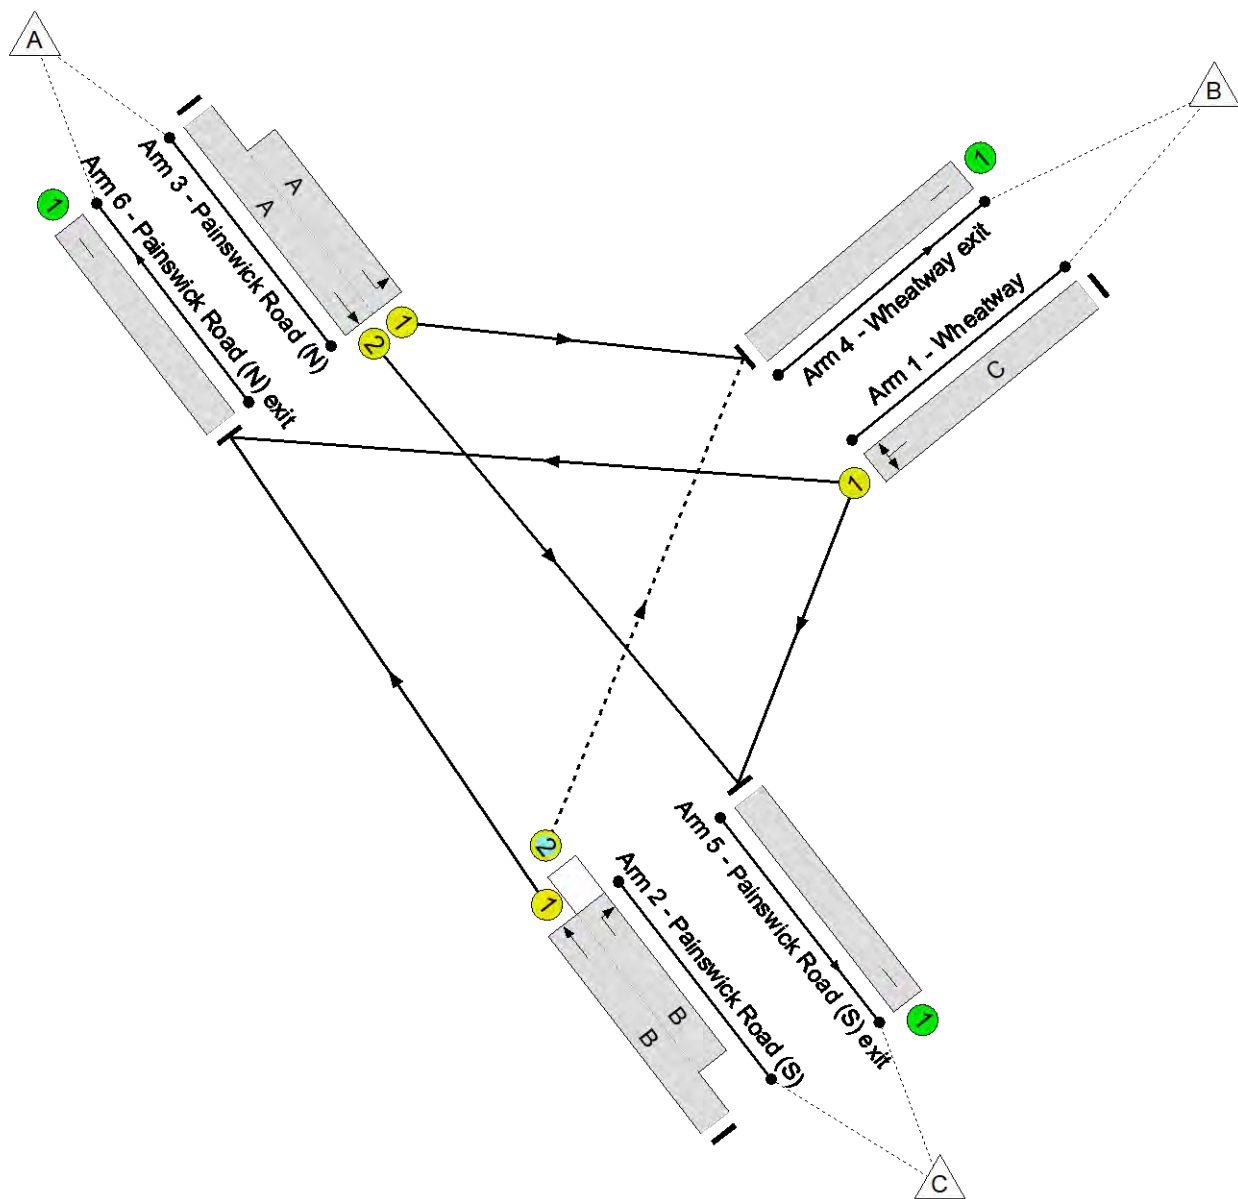 A
B
Arm 3 - Painswick Road (N)
A
A
1
Arm 6 - Painswick Road (N) exit
1
Arm 4 - Wheatway exit
1
2
Arm 1 - Wheatway
C
1
2
1
Arm 2 - Painswick Road (S)
B
B
Arm 5 - Painswick Road (S) exit
1
C